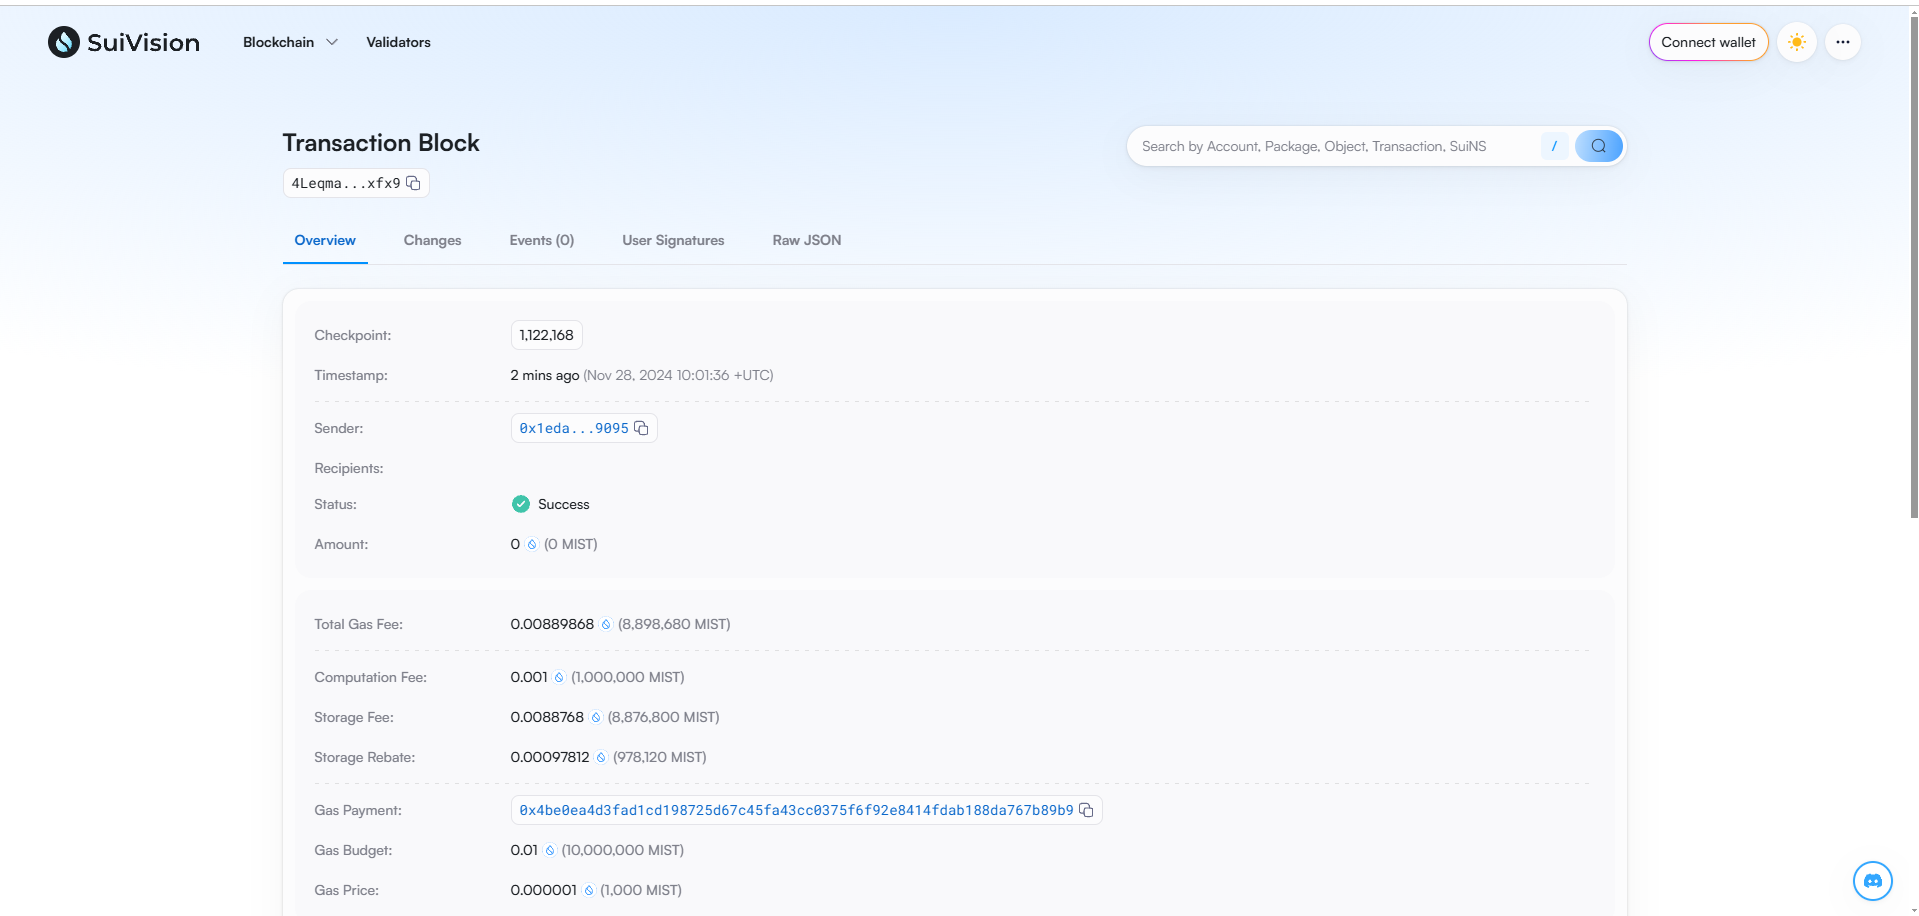 SuiVision
Blockchain
Validators
Connect wallet
Transaction Block
Search by Account, Package, Object, Transaction, SuiNS
/
4Leqma...xfx9
Overview
Changes
Events (0)
User Signatures
Raw JSON
Checkpoint:
1,122,168
Timestamp:
2 mins ago (Nov 28, 2024 10:01:36 +UTC)
Sender:
0x1eda...9095
Recipients:
Status:
Success
Amount:
0 (0 MIST)
Total Gas Fee:
0.00889868 (8,898,680 MIST)
Computation Fee:
0.001 (1,000,000 MIST)
Storage Fee:
0.0088768 (8,876,800 MIST)
Storage Rebate:
0.00097812 (978,120 MIST)
Gas Payment:
0x4be0ea4d3fad1cd198725d67c45fa43cc0375f6f92e8414fdab188da767b89b9
Gas Budget:
0.01 (10,000,000 MIST)
Gas Price:
0.000001 (1,000 MIST)